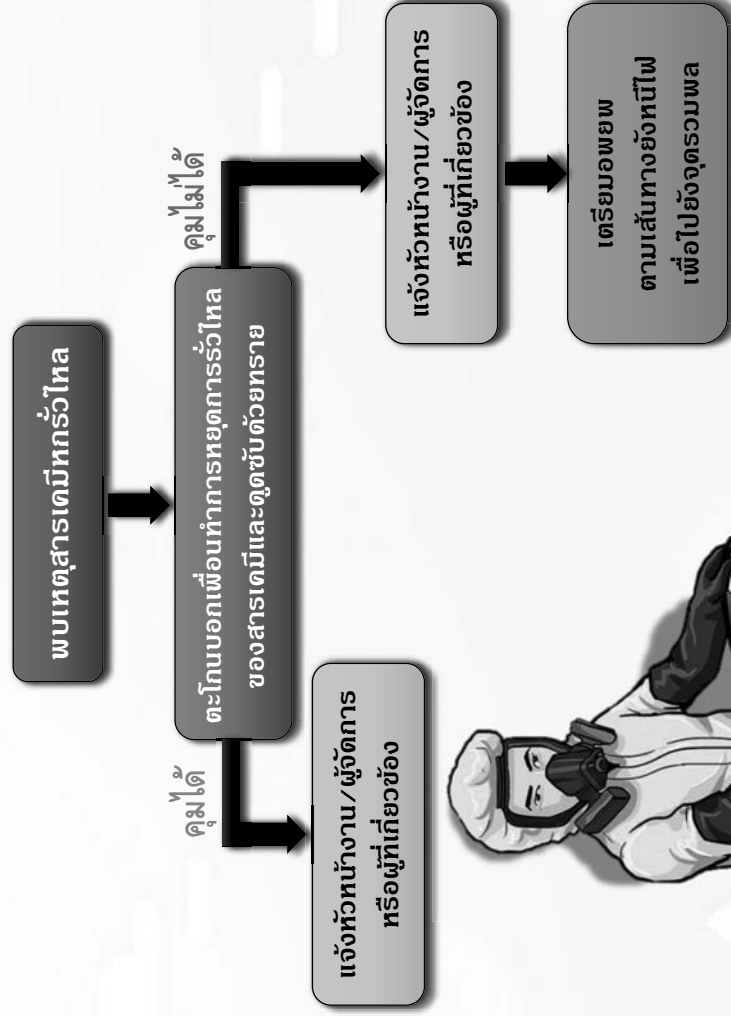 พบเหตุสารเคมีหกรั่วไหล
ตะโกนบอกเพื่อนทำการหยุดการรั่วไหล
ของสารเคมีและดูดซับด้วยทราย
คุมได้
แจ้งหัวหน้างาน/ผู้จัดการ
หรือผู้ที่เกี่ยวข้อง
คุมไม่ได้
แจ้งหัวหน้างาน/ผู้จัดการ
หรือผู้ที่เกี่ยวข้อง
เตรียมอพยพ
ตามเส้นทางยังหนีไฟ
เพื่อไปยังจุดรวมพล